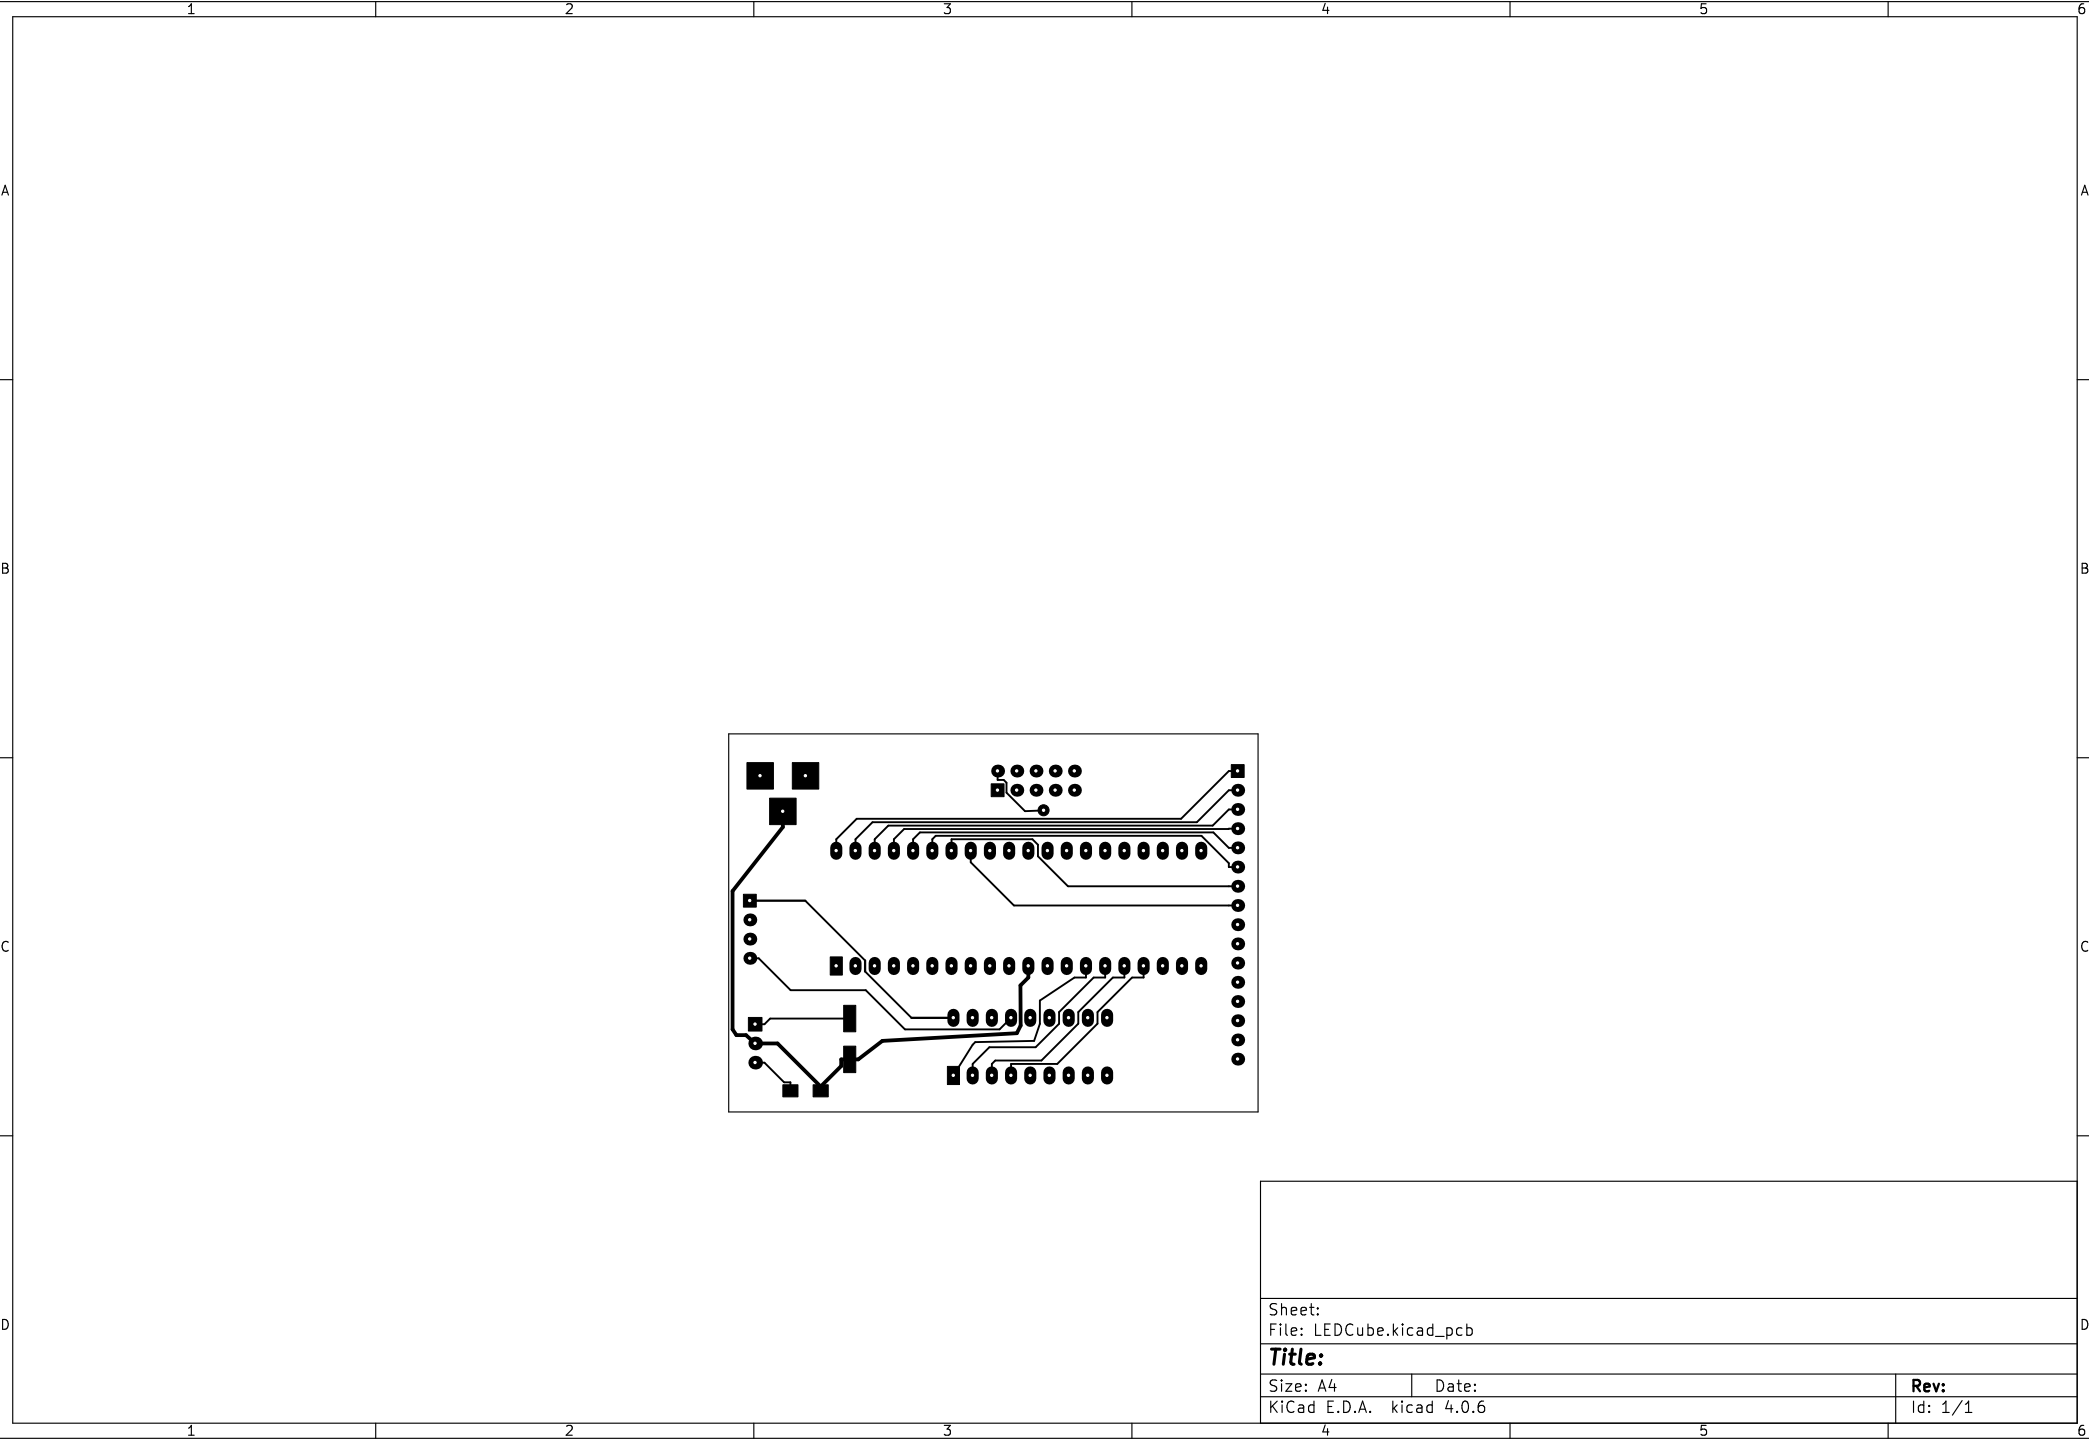 1 2 3 4 5 6
A A
B B
C C
Sheet:
File: LEDCube.kicad_pcb
D D
Title:
Size: A4 Date: Rev:
KiCad E.D.A. kicad 4.0.6 Id: 1/1
1 2 3 4 5 6